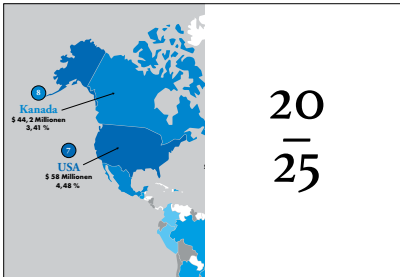 8
Kanada
$ 44,2 Millionen
3,41 %
7
USA
$ 58 Millionen
4,48 %
20
25